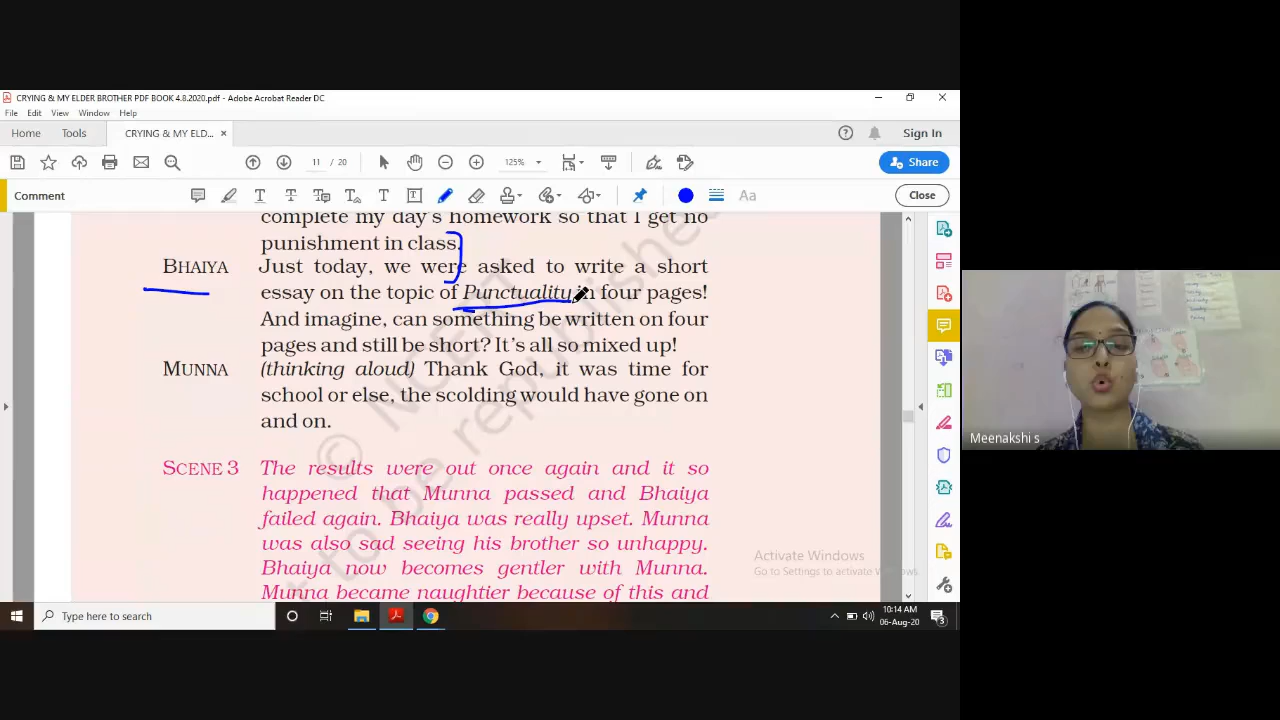 CRYING & MY ELDER BROTHER PDF BOOK 4.8.2020.pdf - Adobe Acrobat Reader DC
File Edit View Window Help
Home Tools CRYING & MY ELD... × Sign In
11 / 20 125% Share
Comment Aa Close
complete my day's homework so that I get no
punishment in class.
BHAIYA Just today, we were asked to write a short
essay on the topic of Punctuality in four pages!
And imagine, can something be written on four
pages and still be short? It's all so mixed up!
MUNNA (thinking aloud) Thank God, it was time for
school or else, the scolding would have gone on
and on.
SCENE 3 The results were out once again and it so
happened that Munna passed and Bhaiya
failed again. Bhaiya was really upset. Munna
was also sad seeing his brother so unhappy.
Bhaiya now becomes gentler with Munna.
Munna became naughtier because of this and
© NCERT
not to be republished
Activate Windows
Go to Settings to activate Windows.
Meenakshi s
Type here to search
10:14 AM
06-Aug-20
3